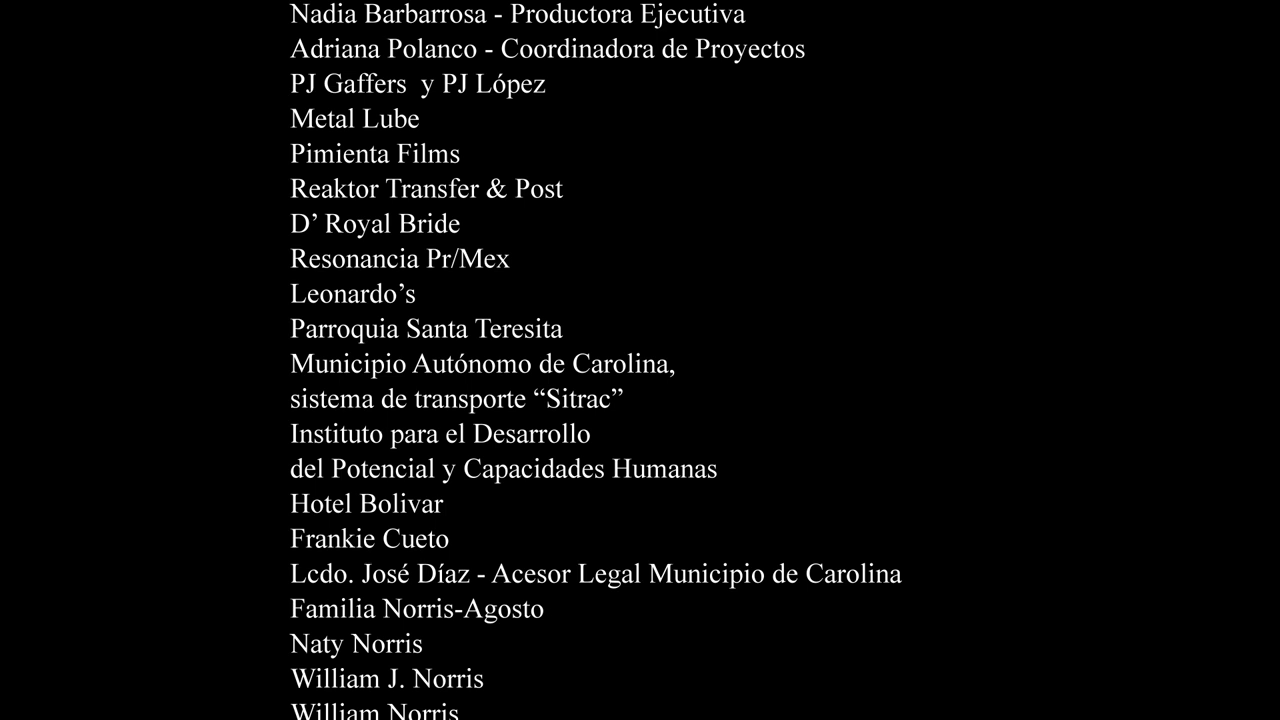 Nadia Barbarrosa - Productora Ejecutiva
Adriana Polanco - Coordinadora de Proyectos
PJ Gaffers  y PJ López
Metal Lube
Pimienta Films
Reaktor Transfer & Post
D’ Royal Bride
Resonancia Pr/Mex
Leonardo’s
Parroquia Santa Teresita
Municipio Autónomo de Carolina,
sistema de transporte “Sitrac”
Instituto para el Desarrollo
del Potencial y Capacidades Humanas
Hotel Bolivar
Frankie Cueto
Lcdo. José Díaz - Acesor Legal Municipio de Carolina
Familia Norris-Agosto
Naty Norris
William J. Norris
William Norris